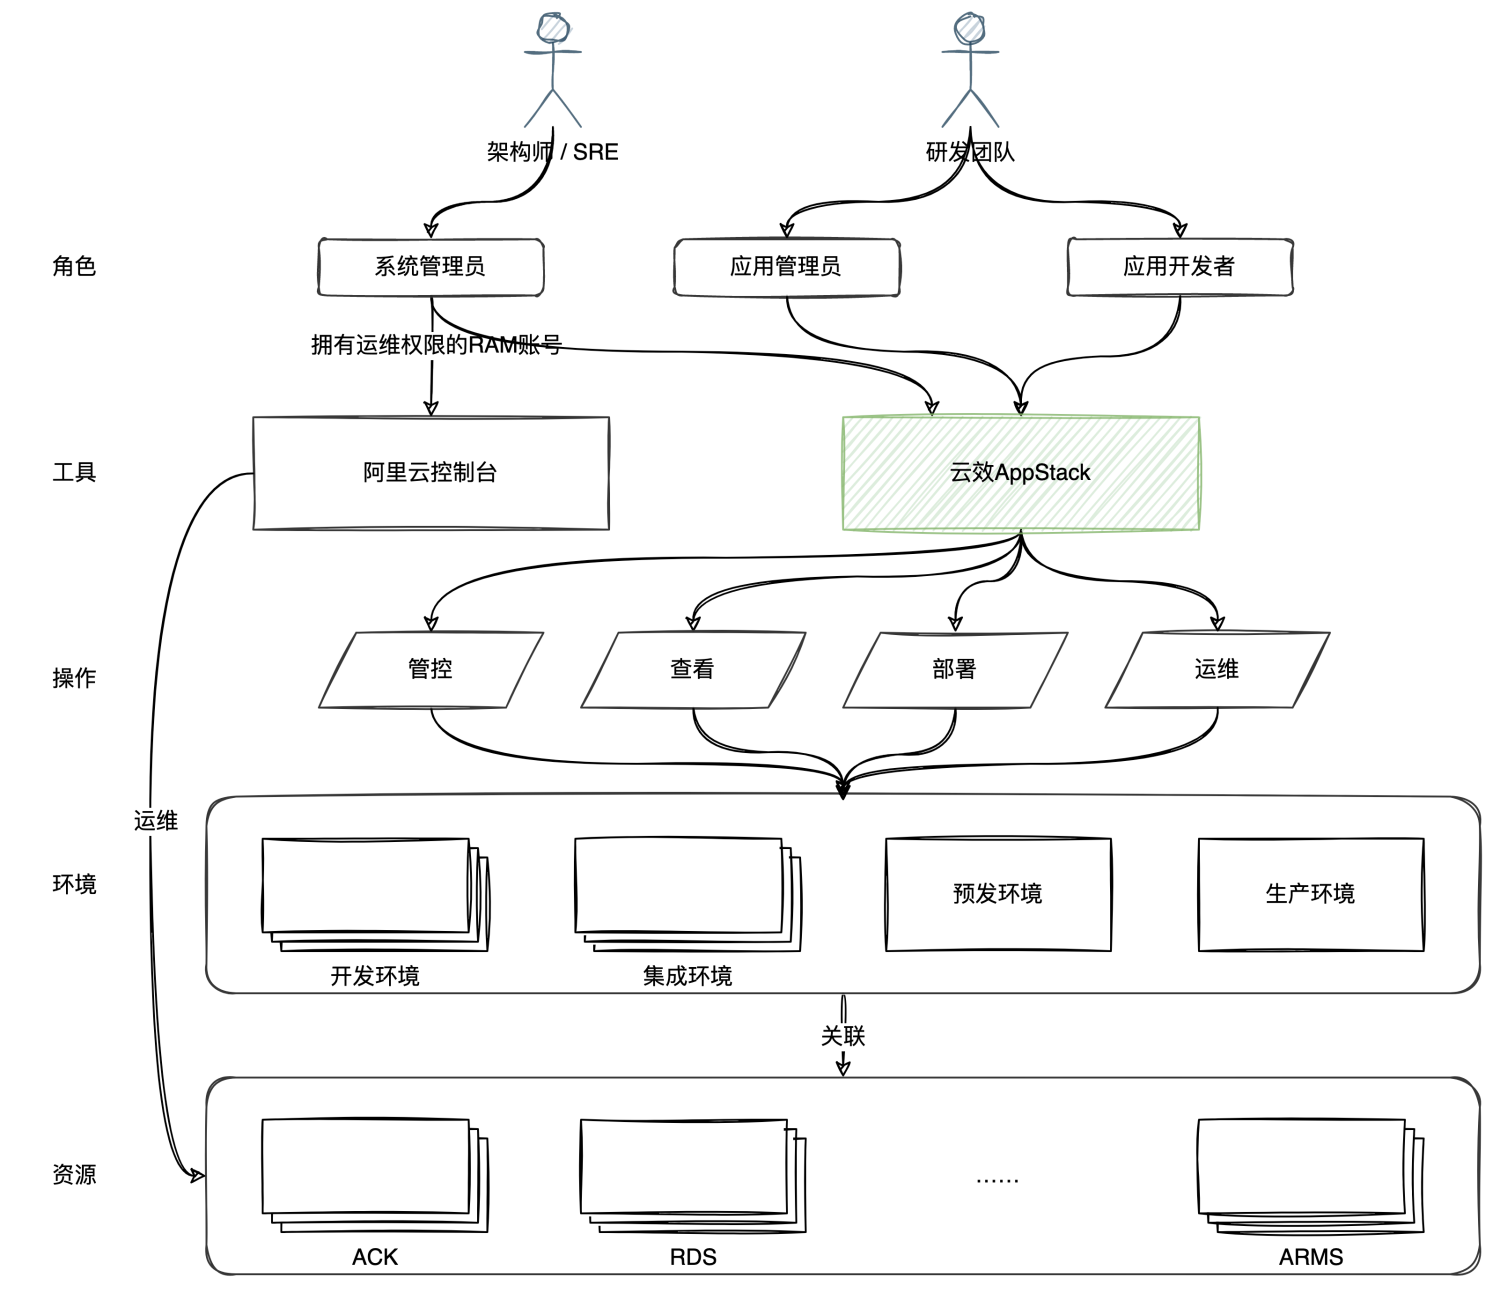 架构师 / SRE
研发团队
角色
系统管理员
应用管理员
应用开发者
拥有运维权限的RAM账号
工具
阿里云控制台
云效AppStack
操作
管控
查看
部署
运维
运维
环境
预发环境
生产环境
开发环境
集成环境
关联
资源
......
ACK
RDS
ARMS